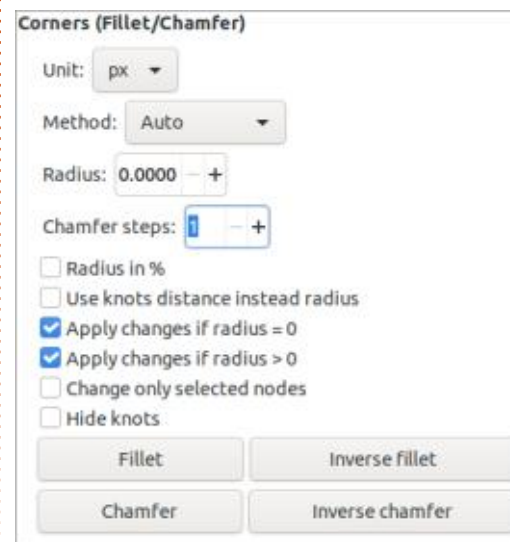 Corners (Fillet/Chamfer)
Unit: px
Method: Auto
Radius: 0.0000 − +
Chamfer steps: 1 − +
Radius in %
Use knots distance instead radius
Apply changes if radius = 0
Apply changes if radius > 0
Change only selected nodes
Hide knots
Fillet Inverse fillet
Chamfer Inverse chamfer